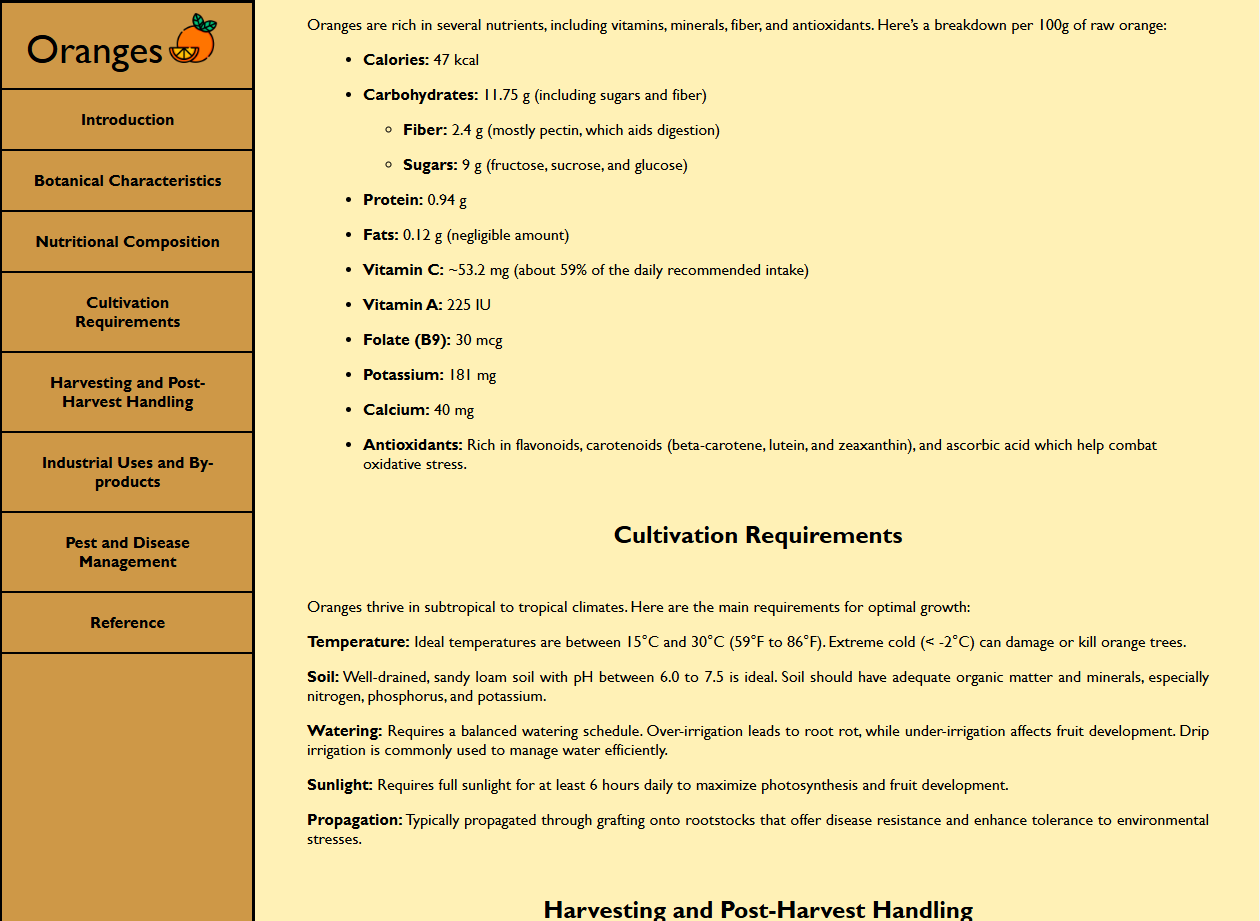 Oranges
Introduction
Botanical Characteristics
Nutritional Composition
Cultivation
Requirements
Harvesting and Post-
Harvest Handling
Industrial Uses and By-
products
Pest and Disease
Management
Reference
Oranges are rich in several nutrients, including vitamins, minerals, fiber, and antioxidants. Here’s a breakdown per 100g of raw orange:
• Calories: 47 kcal
• Carbohydrates: 11.75 g (including sugars and fiber)
◦ Fiber: 2.4 g (mostly pectin, which aids digestion)
◦ Sugars: 9 g (fructose, sucrose, and glucose)
• Protein: 0.94 g
• Fats: 0.12 g (negligible amount)
• Vitamin C: ~53.2 mg (about 59% of the daily recommended intake)
• Vitamin A: 225 IU
• Folate (B9): 30 mcg
• Potassium: 181 mg
• Calcium: 40 mg
• Antioxidants: Rich in flavonoids, carotenoids (beta-carotene, lutein, and zeaxanthin), and ascorbic acid which help combat
oxidative stress.
Cultivation Requirements
Oranges thrive in subtropical to tropical climates. Here are the main requirements for optimal growth:
Temperature: Ideal temperatures are between 15°C and 30°C (59°F to 86°F). Extreme cold (< -2°C) can damage or kill orange trees.
Soil: Well-drained, sandy loam soil with pH between 6.0 to 7.5 is ideal. Soil should have adequate organic matter and minerals, especially
nitrogen, phosphorus, and potassium.
Watering: Requires a balanced watering schedule. Over-irrigation leads to root rot, while under-irrigation affects fruit development. Drip
irrigation is commonly used to manage water efficiently.
Sunlight: Requires full sunlight for at least 6 hours daily to maximize photosynthesis and fruit development.
Propagation: Typically propagated through grafting onto rootstocks that offer disease resistance and enhance tolerance to environmental
stresses.
Harvesting and Post-Harvest Handling